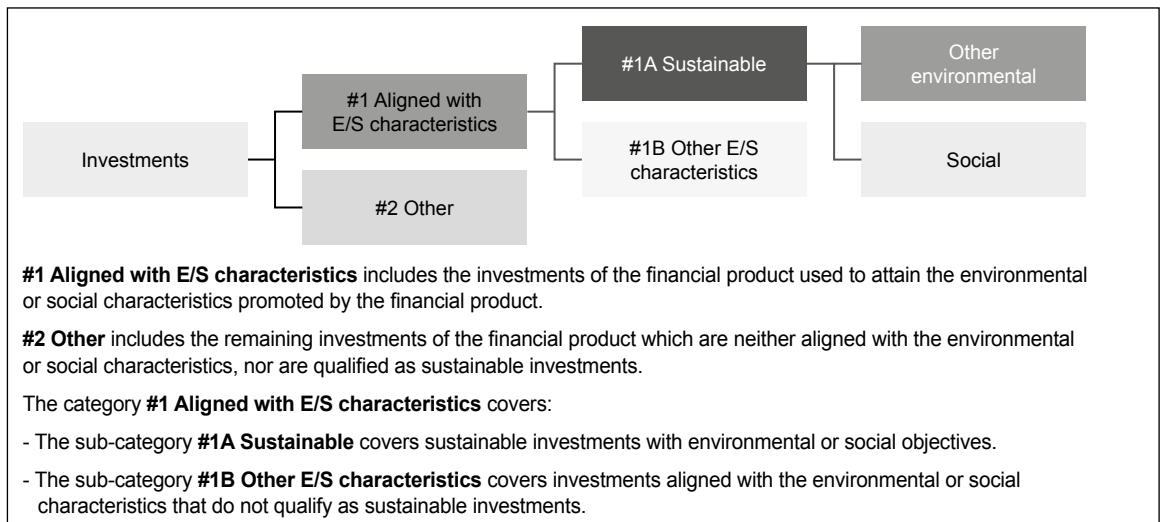 #1A Sustainable
Other
environmental
#1 Aligned with
E/S characteristics
Investments
#1B Other E/S
characteristics
Social
#2 Other
#1 Aligned with E/S characteristics includes the investments of the financial product used to attain the environmental
or social characteristics promoted by the financial product.
#2 Other includes the remaining investments of the financial product which are neither aligned with the environmental
or social characteristics, nor are qualified as sustainable investments.
The category #1 Aligned with E/S characteristics covers:
- The sub-category #1A Sustainable covers sustainable investments with environmental or social objectives.
- The sub-category #1B Other E/S characteristics covers investments aligned with the environmental or social
characteristics that do not qualify as sustainable investments.